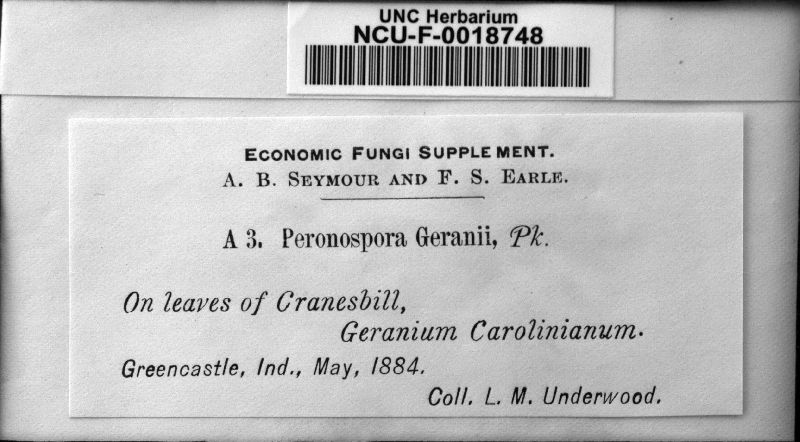 UNC Herbarium
NCU-F-0018748
ECONOMIC FUNGI SUPPLEMENT.
A. B. SEYMOUR AND F. S. EARLE.
A 3. Peronospora Geranii, Pk.
On leaves of Cranesbill,
Geranium Carolinianum.
Greencastle, Ind., May, 1884.
Coll. L. M. Underwood.